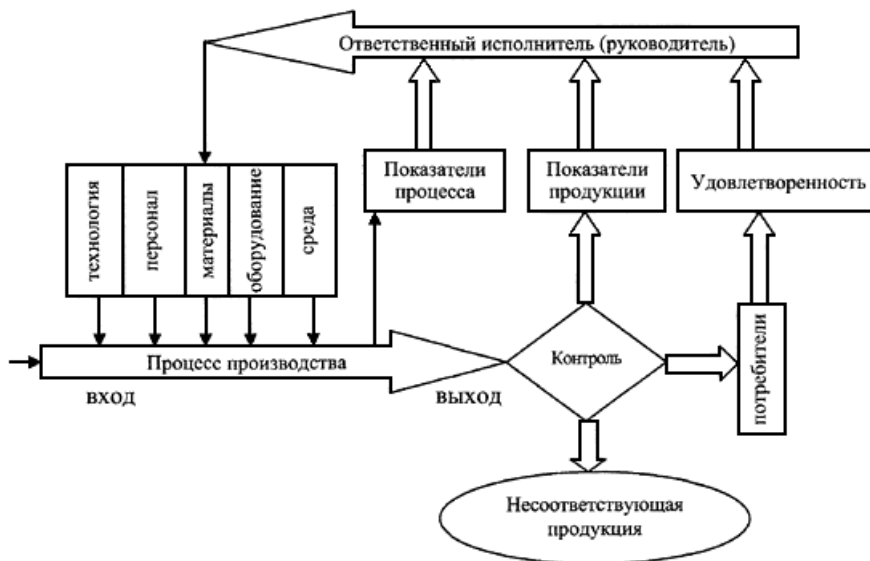 Ответственный исполнитель (руководитель)
технология
персонал
материалы
оборудование
среда
Показатели
процесса
Показатели
продукции
Удовлетворенность
Процесс производства
Контроль
потребители
вход
выход
Несоответствующая
продукция